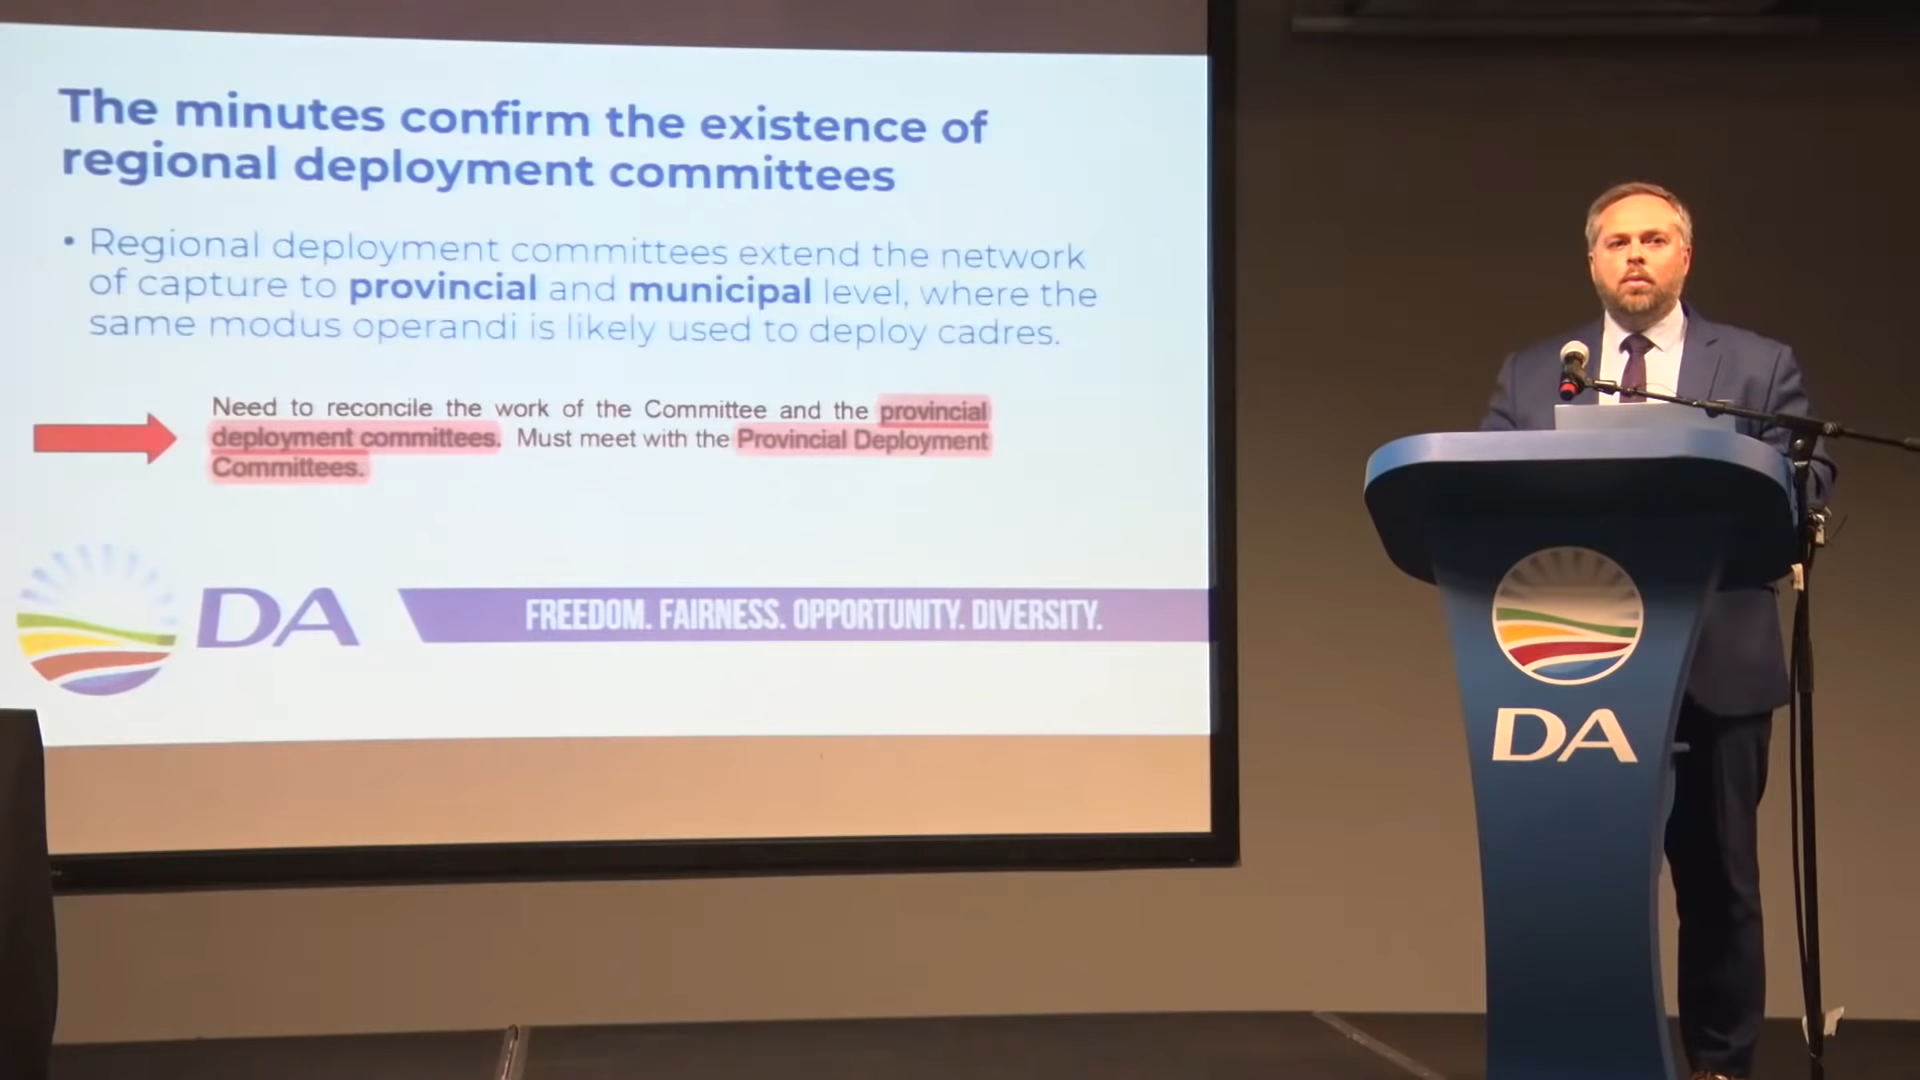 The minutes confirm the existence of
regional deployment committees
• Regional deployment committees extend the network
of capture to provincial and municipal level, where the
same modus operandi is likely used to deploy cadres.
Need to reconcile the work of the Committee and the provincial
deployment committees. Must meet with the Provincial Deployment
Committees.
DA
FREEDOM. FAIRNESS. OPPORTUNITY. DIVERSITY.
DA